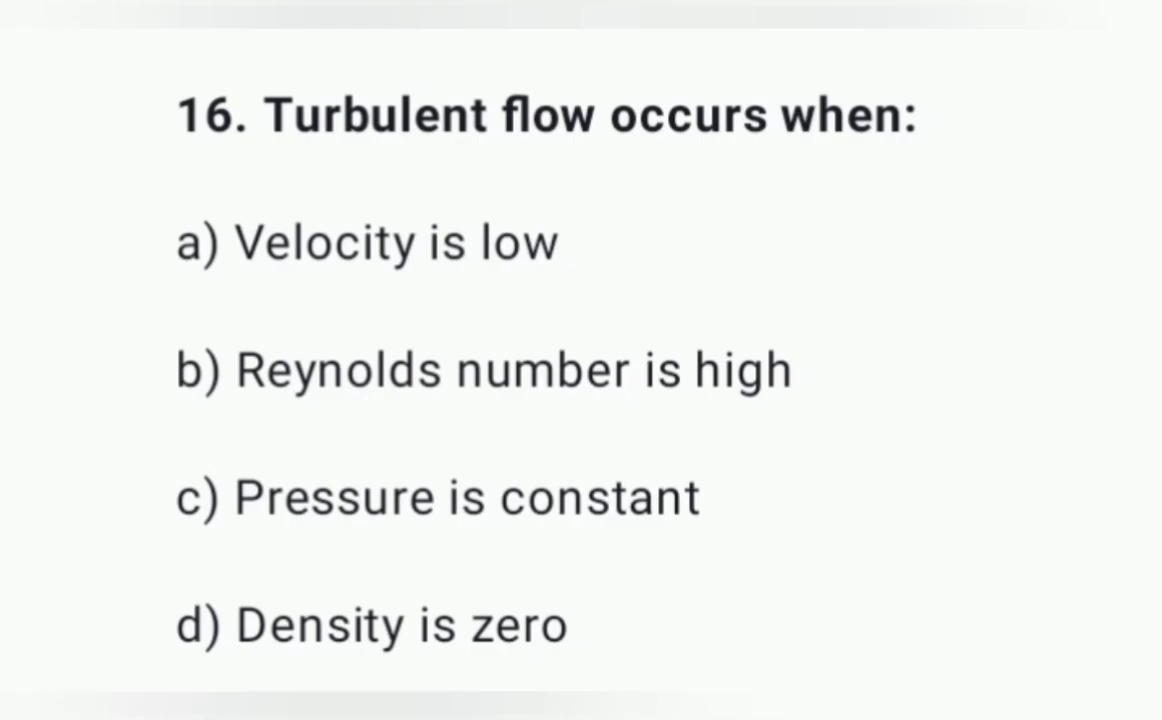 16. Turbulent flow occurs when:
a) Velocity is low
b) Reynolds number is high
c) Pressure is constant
d) Density is zero